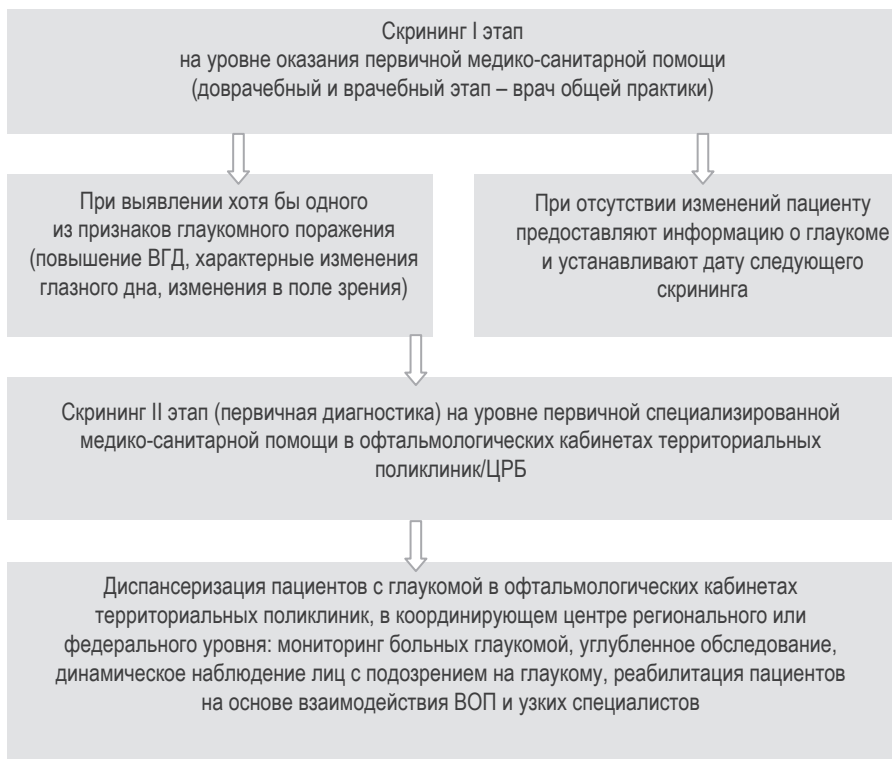 Скрининг I этап
на уровне оказания первичной медико-санитарной помощи
(доврачебный и врачебный этап – врач общей практики)
При выявлении хотя бы одного
из признаков глаукомного поражения
(повышение ВГД, характерные изменения
глазного дна, изменения в поле зрения)
При отсутствии изменений пациенту
предоставляют информацию о глаукоме
и устанавливают дату следующего
скрининга
Скрининг II этап (первичная диагностика) на уровне первичной специализированной
медико-санитарной помощи в офтальмологических кабинетах территориальных
поликлиник/ЦРБ
Диспансеризация пациентов с глаукомой в офтальмологических кабинетах
территориальных поликлиник, в координирующем центре регионального или
федерального уровня: мониторинг больных глаукомой, углубленное обследование,
динамическое наблюдение лиц с подозрением на глаукому, реабилитация пациентов
на основе взаимодействия ВОП и узких специалистов